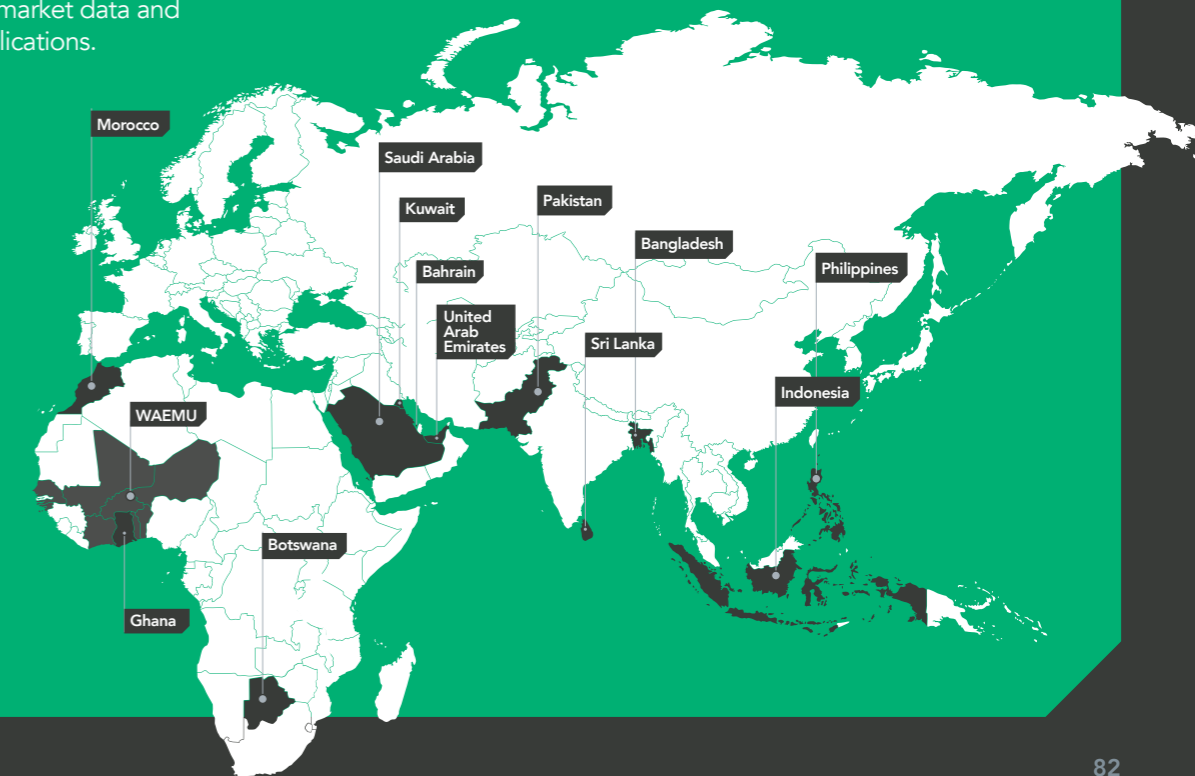 market data and
lications.
Morocco
Saudi Arabia
Kuwait
Pakistan
Bangladesh
Bahrain
Philippines
United
Arab
Emirates
Sri Lanka
Indonesia
WAEMU
Botswana
Ghana
82